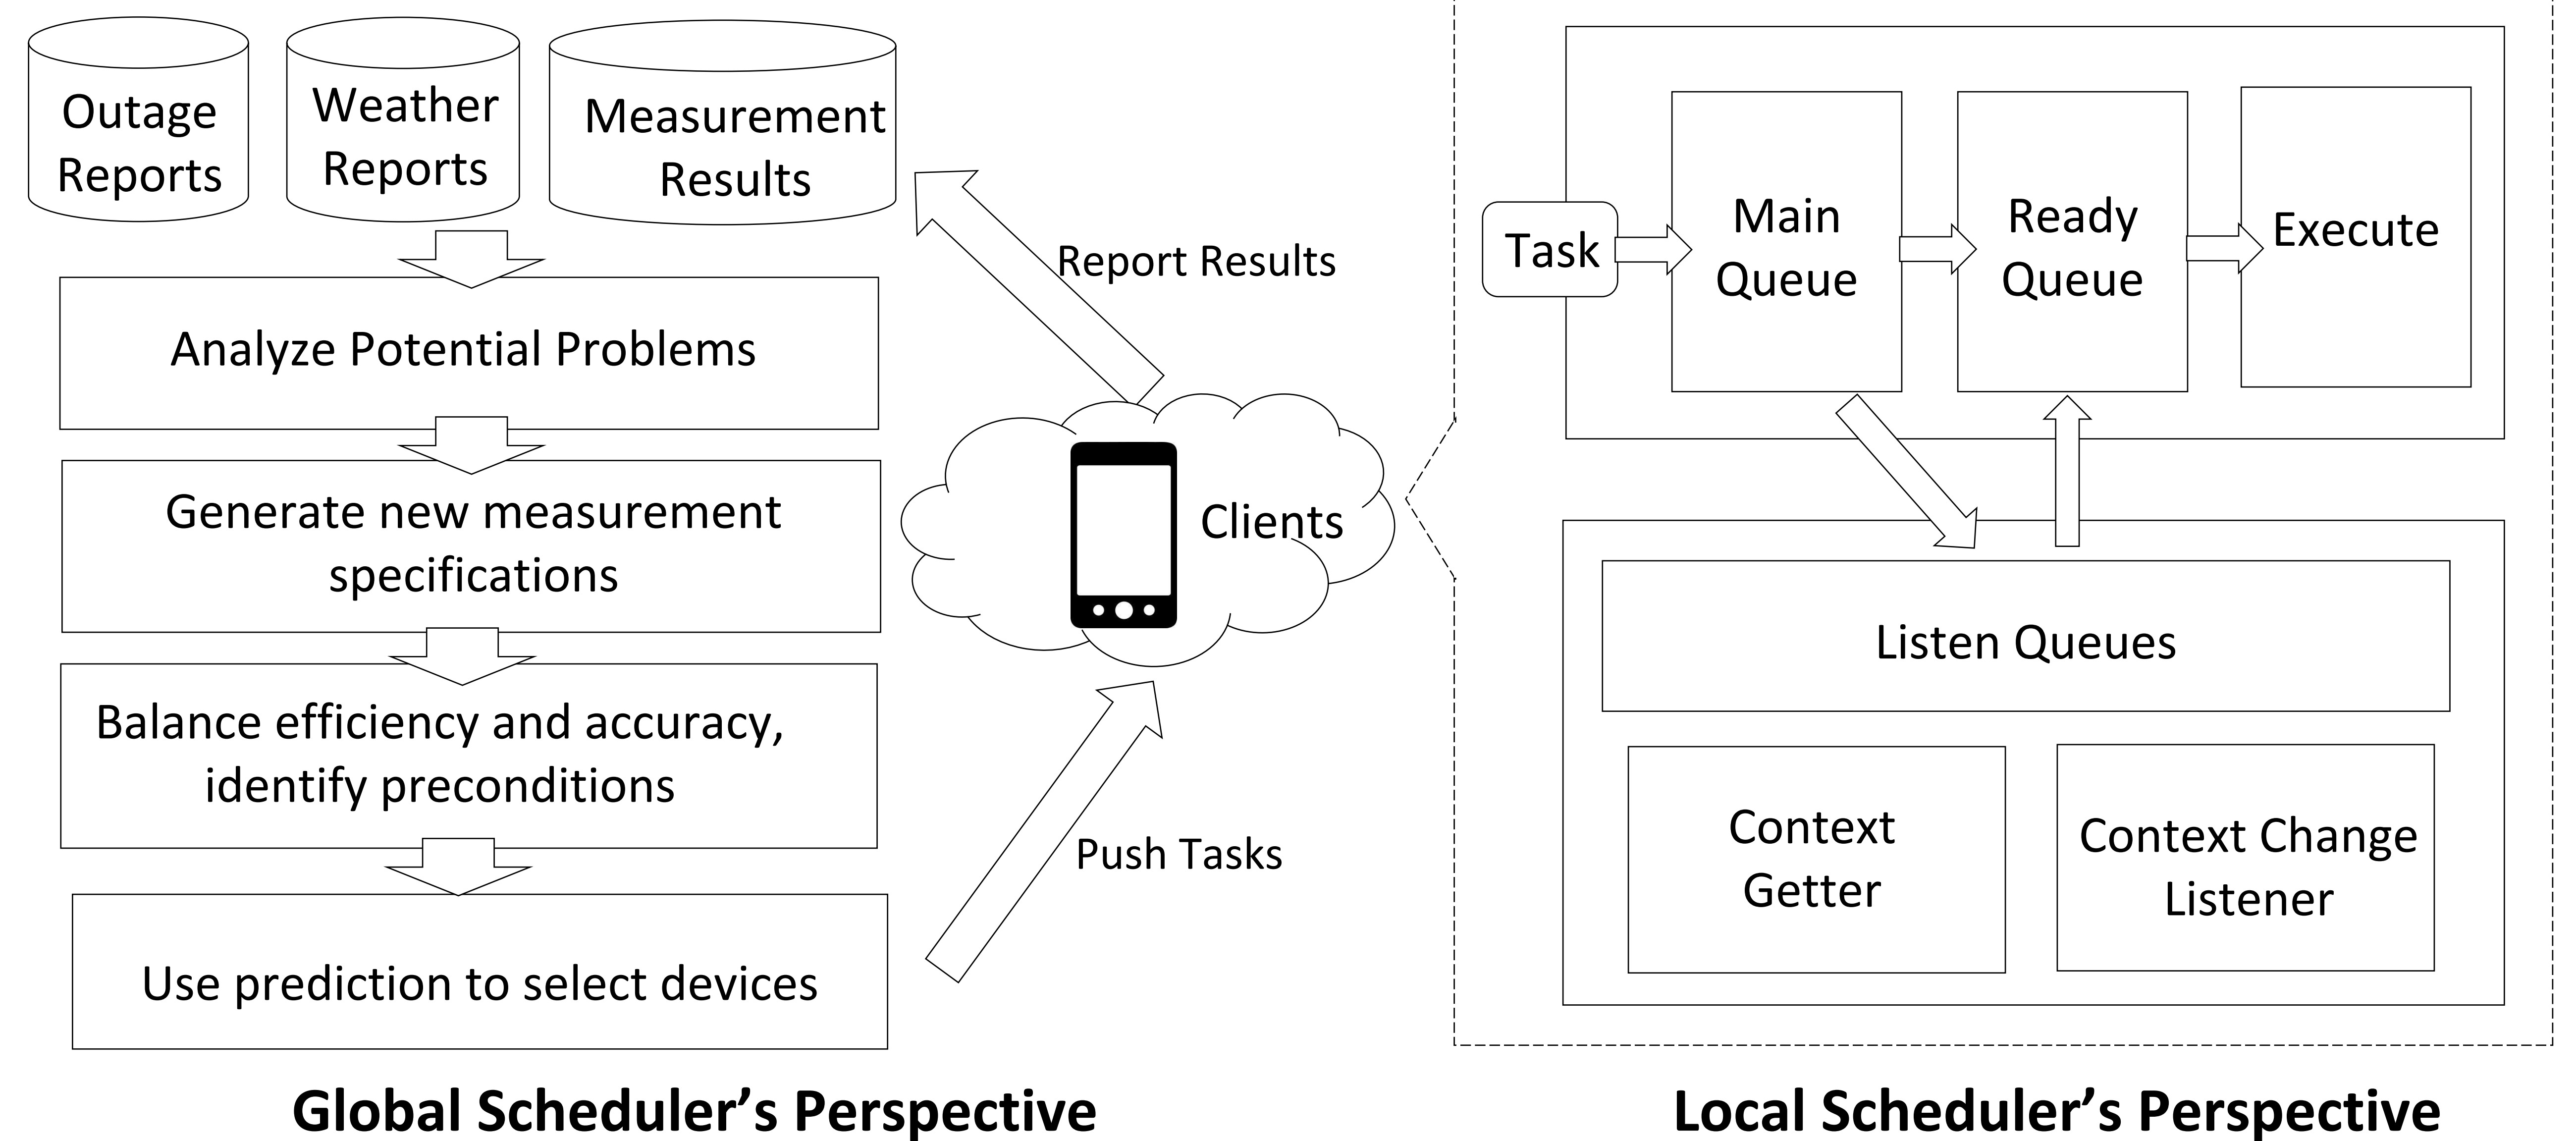 Outage
Reports
Weather
Reports
Measurement
Results
Analyze Potential Problems
Generate new measurement
specifications
Balance efficiency and accuracy,
identify preconditions
Use prediction to select devices
Report Results
Clients
Push Tasks
Global Scheduler’s Perspective
Task
Main
Queue
Ready
Queue
Execute
Listen Queues
Context
Getter
Context Change
Listener
Local Scheduler’s Perspective